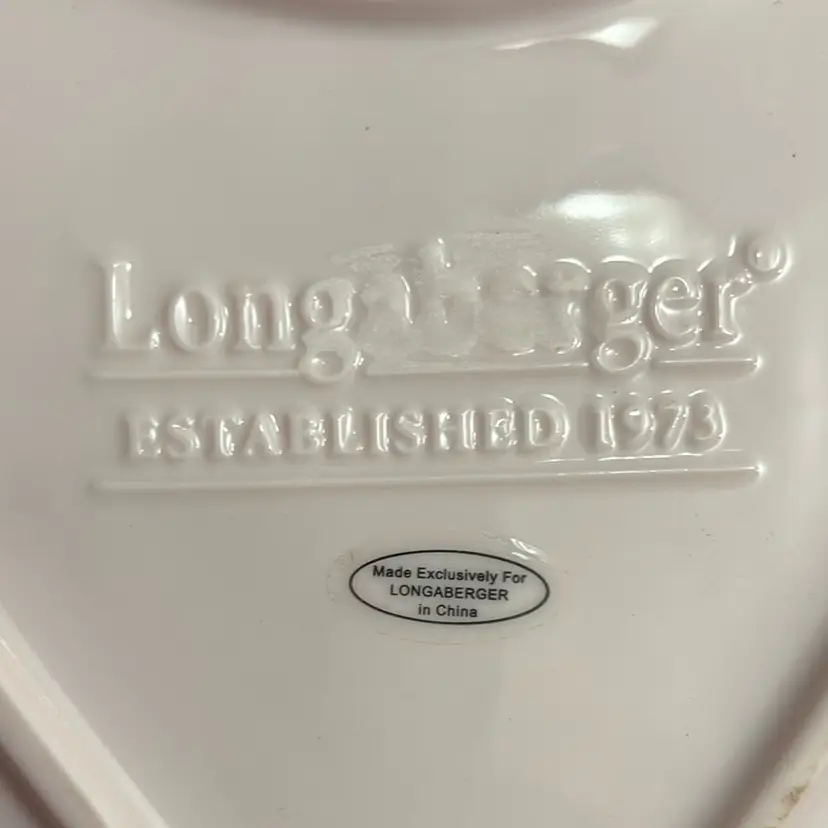 Longaberger®
ESTABLISHED 1973
Made Exclusively For
LONGABERGER
in China